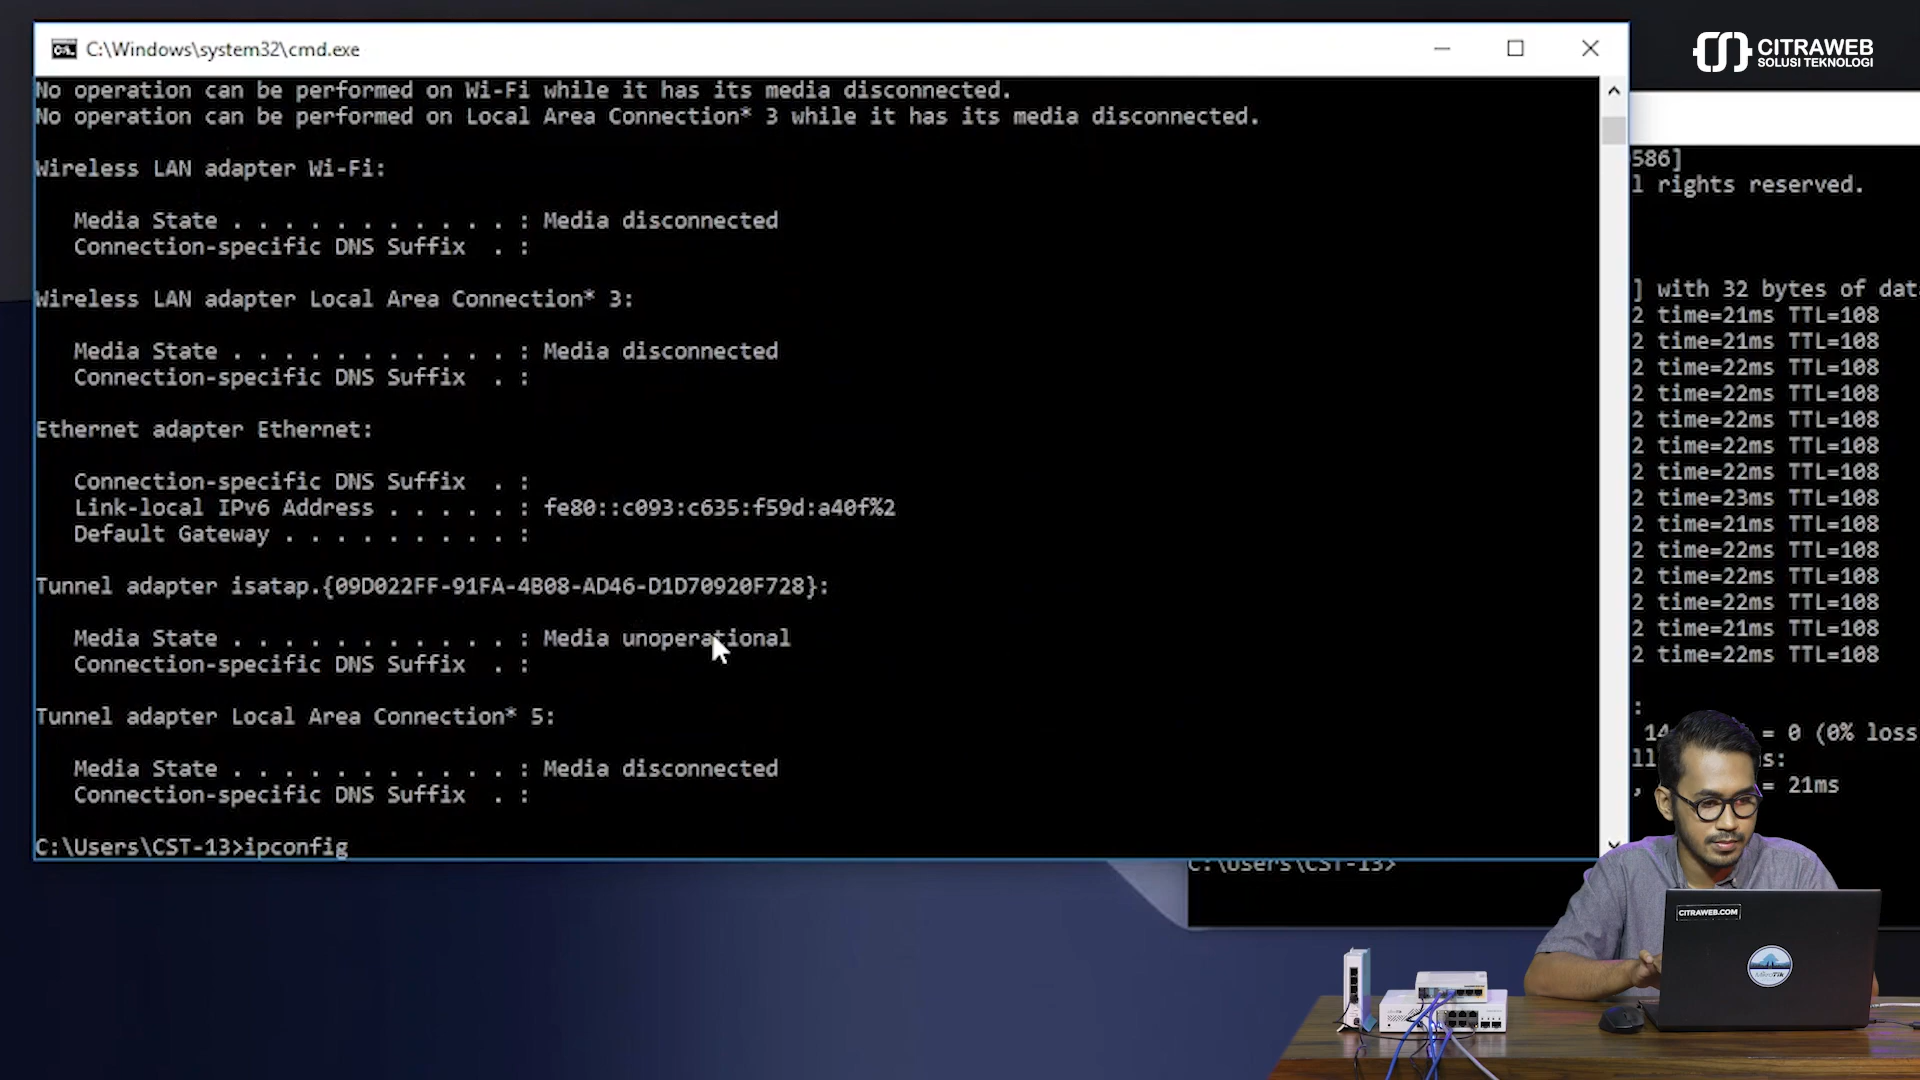 C:\Windows\system32\cmd.exe
CITRAWEB
SOLUSI TEKNOLOGI
No operation can be performed on Wi-Fi while it has its media disconnected.
No operation can be performed on Local Area Connection* 3 while it has its media disconnected.
Wireless LAN adapter Wi-Fi:
Media State . . . . . . . . . . . : Media disconnected
Connection-specific DNS Suffix  . :
Wireless LAN adapter Local Area Connection* 3:
Media State . . . . . . . . . . . : Media disconnected
Connection-specific DNS Suffix  . :
Ethernet adapter Ethernet:
Connection-specific DNS Suffix  . :
Link-local IPv6 Address . . . . . : fe80::c093:c635:f59d:a40f%2
Default Gateway . . . . . . . . . :
Tunnel adapter isatap.{09D022FF-91FA-4B08-AD46-D1D70920F728}:
Media State . . . . . . . . . . . : Media unoperational
Connection-specific DNS Suffix  . :
Tunnel adapter Local Area Connection* 5:
Media State . . . . . . . . . . . : Media disconnected
Connection-specific DNS Suffix  . :
C:\Users\CST-13>ipconfig
586]
l rights reserved.
] with 32 bytes of dat
2 time=21ms TTL=108
2 time=21ms TTL=108
2 time=22ms TTL=108
2 time=22ms TTL=108
2 time=22ms TTL=108
2 time=22ms TTL=108
2 time=22ms TTL=108
2 time=23ms TTL=108
2 time=21ms TTL=108
2 time=22ms TTL=108
2 time=22ms TTL=108
2 time=22ms TTL=108
2 time=21ms TTL=108
2 time=22ms TTL=108
:
14 = 0 (0% loss
ll s:
, = 21ms
C:\Users\CST-13>
CITRAWEB.COM
MikroTik